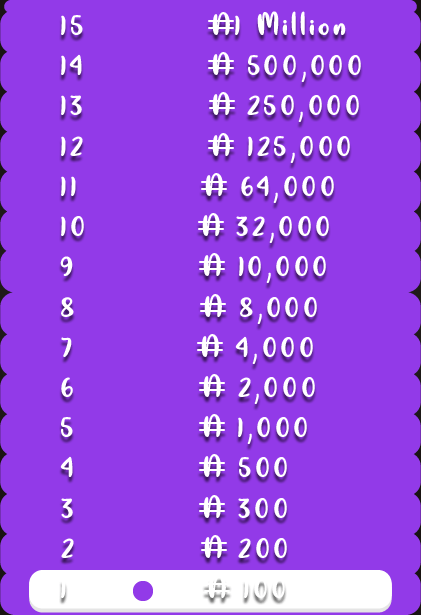 15 ₳1 Million
14 ₳ 500,000
13 ₳ 250,000
12 ₳ 125,000
11 ₳ 64,000
10 ₳ 32,000
9 ₳ 10,000
8 ₳ 8,000
7 ₳ 4,000
6 ₳ 2,000
5 ₳ 1,000
4 ₳ 500
3 ₳ 300
2 ₳ 200
1 ₳ 100